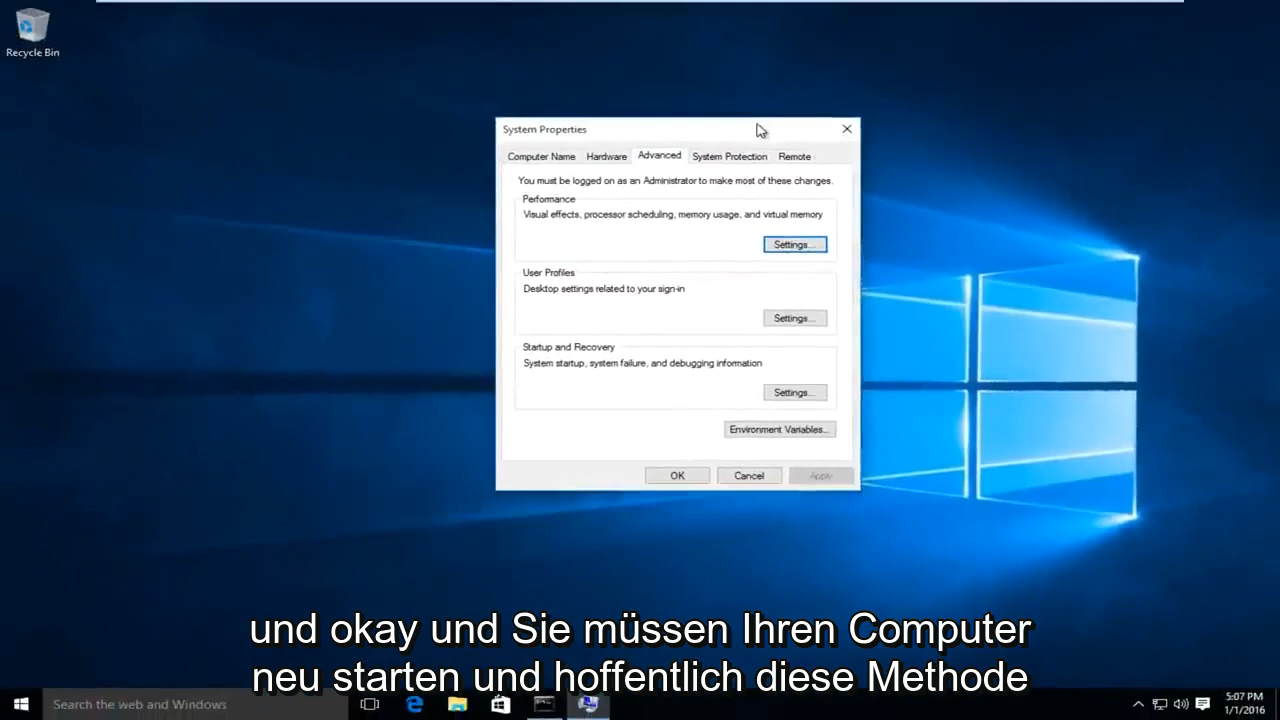 Recycle Bin
System Properties
Computer Name Hardware Advanced System Protection Remote
You must be logged on as an Administrator to make most of these changes.
Performance
Visual effects, processor scheduling, memory usage, and virtual memory
Settings...
User Profiles
Desktop settings related to your sign-in
Settings...
Startup and Recovery
System startup, system failure, and debugging information
Settings...
Environment Variables...
OK Cancel Apply
und okay und Sie müssen Ihren Computer
neu starten und hoffentlich diese Methode
Search the web and Windows
5:07 PM
1/1/2016